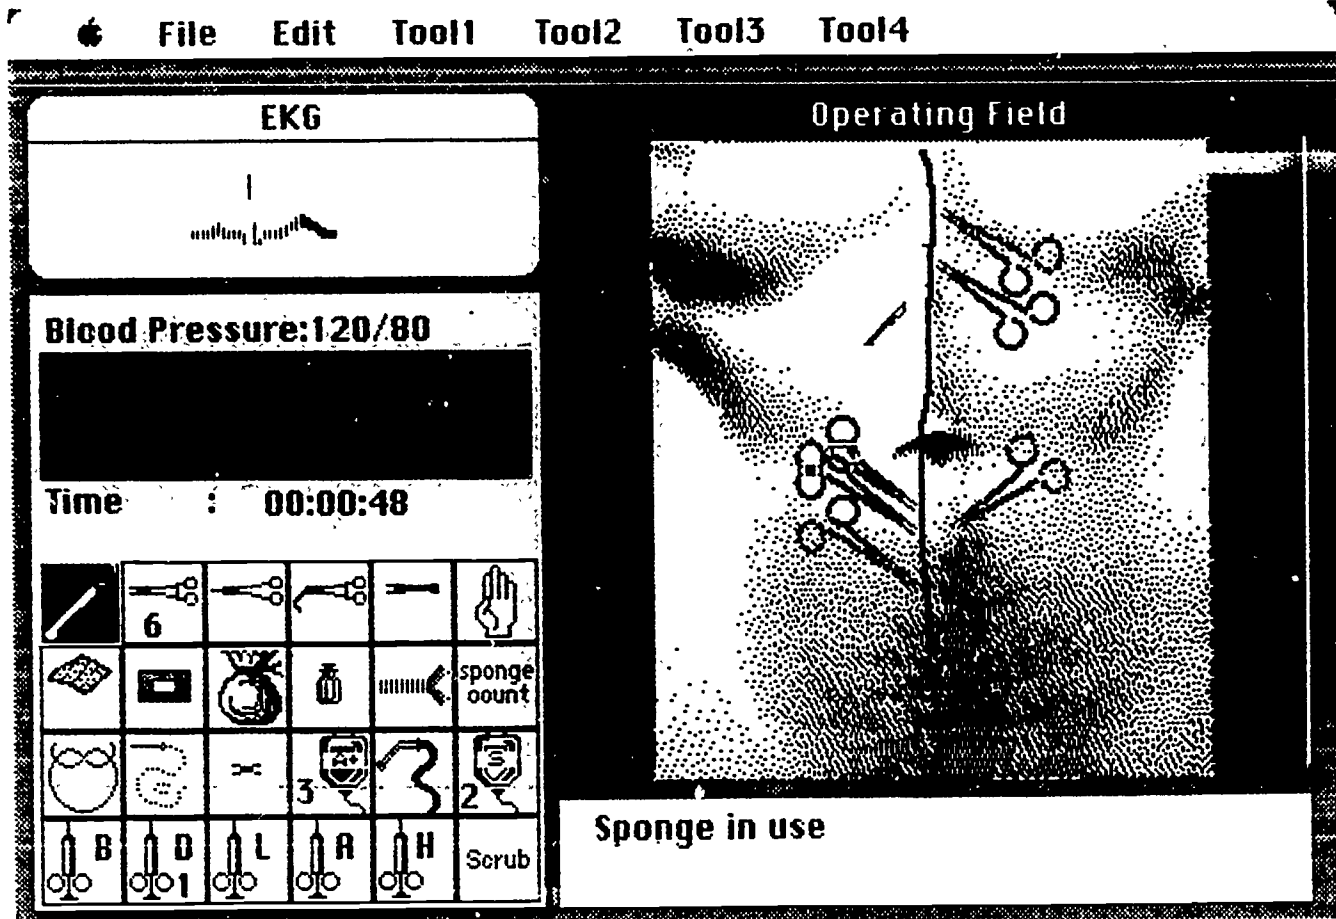 File Edit Tool1 Tool2 Tool3 Tool4
EKG
Operating Field
Blood Pressure:120/80
Time : 00:00:48
6
sponge
count
3
A+
2
S
B
D
1
L
A
H
Scrub
Sponge in use